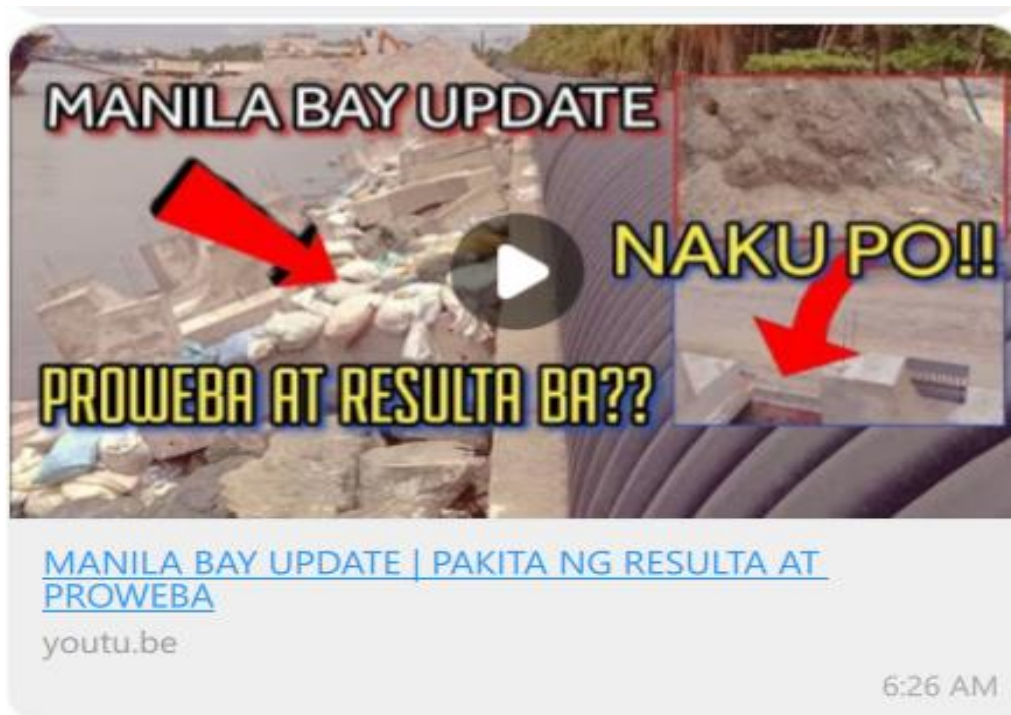 MANILA BAY UPDATE
NAKU PO!!
PROWEBA AT RESULTA BA??
MANILA BAY UPDATE | PAKITA NG RESULTA AT
PROWEBA
youtu.be
6:26 AM